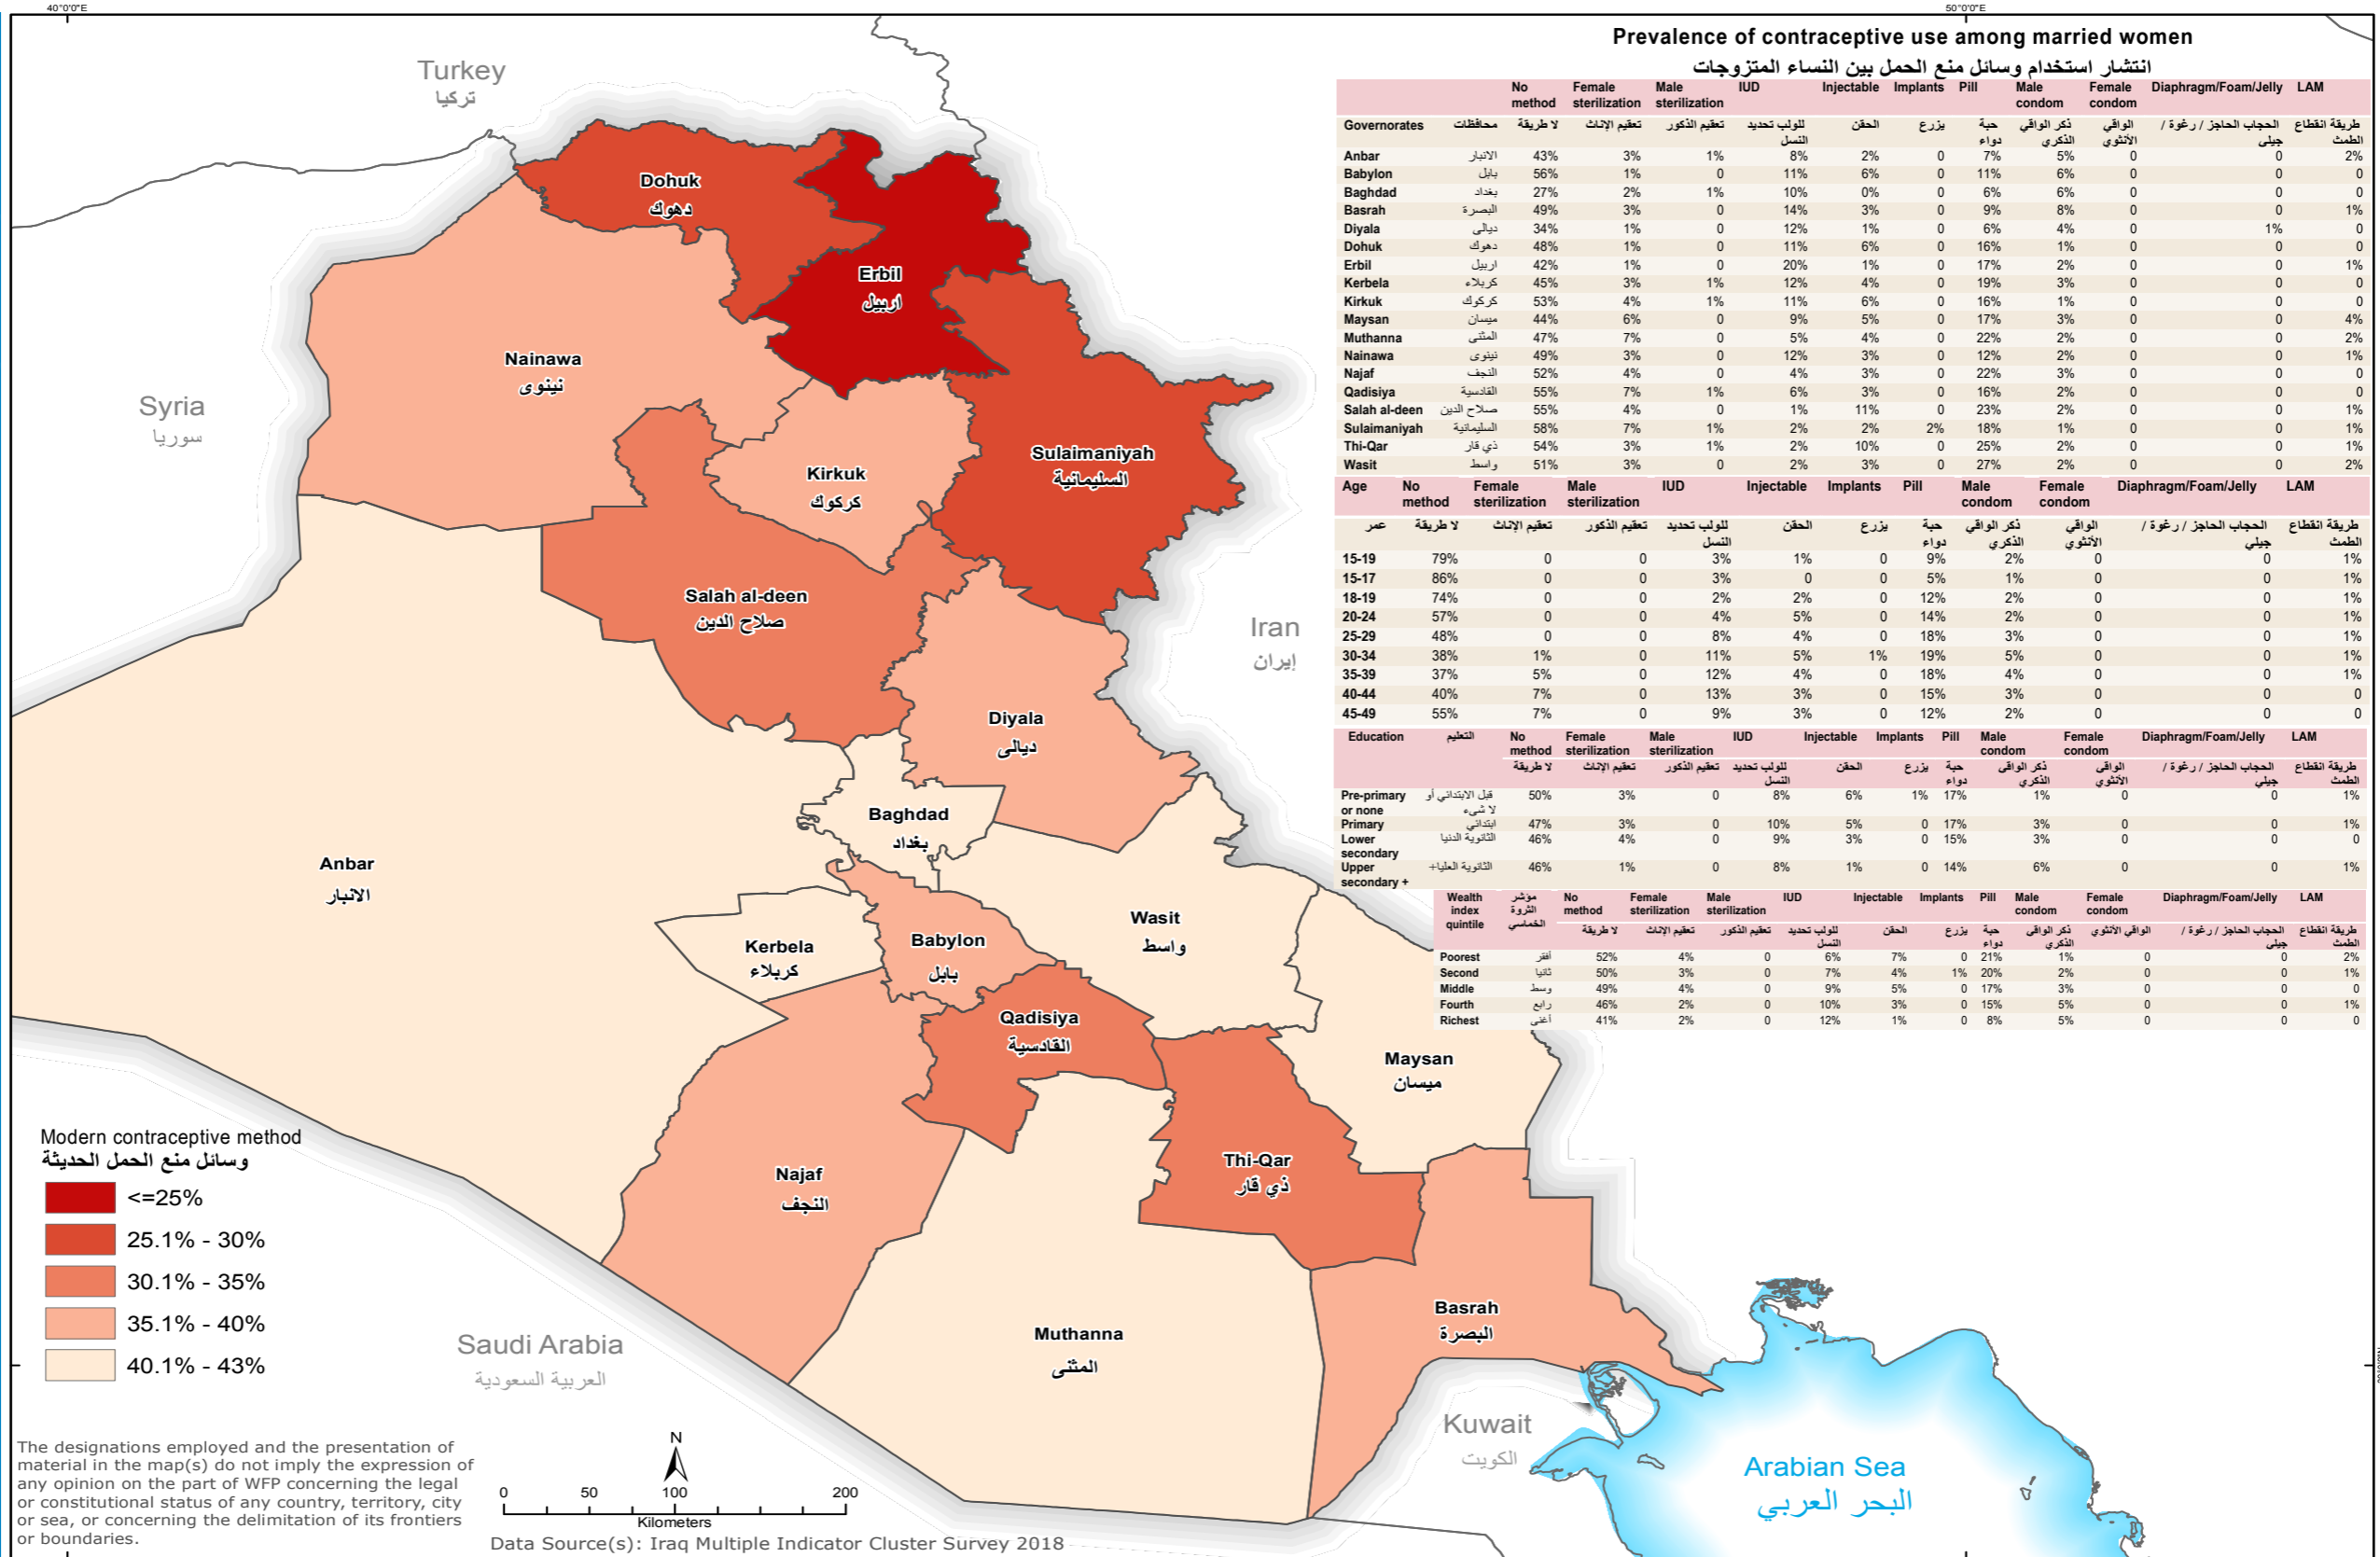 40°0'0"E
50°0'0"E
Prevalence of contraceptive use among married women
انتشار استخدام وسائل منع الحمل بين النساء المتزوجات
No method Female sterilization Male sterilization IUD Injectable Implants Pill Male condom Female condom Diaphragm/Foam/Jelly LAM
Governorates محافظات لا طريقة تعقيم الإناث تعقيم الذكور للولب تحديد النسل الحقن يزرع حبة دواء ذكر الواقي الذكري الواقي الأنثوي الحجاب الحاجز / رغوة / جيلي طريقة انقطاع الطمث
Anbar الانبار 43% 3% 1% 8% 2% 0 7% 5% 0 0 2%
Babylon بابل 56% 1% 0 11% 6% 0 11% 6% 0 0 0
Baghdad بغداد 27% 2% 1% 10% 0% 0 6% 6% 0 0 0
Basrah البصرة 49% 3% 0 14% 3% 0 9% 8% 0 0 1%
Diyala ديالى 34% 1% 0 12% 1% 0 6% 4% 0 1% 0
Dohuk دهوك 48% 1% 0 11% 6% 0 16% 1% 0 0 0
Erbil اربيل 42% 1% 0 20% 1% 0 17% 2% 0 0 1%
Kerbela كربلاء 45% 3% 1% 12% 4% 0 19% 3% 0 0 0
Kirkuk كركوك 53% 4% 1% 11% 6% 0 16% 1% 0 0 0
Maysan ميسان 44% 6% 0 9% 5% 0 17% 3% 0 0 4%
Muthanna المثنى 47% 7% 0 5% 4% 0 22% 2% 0 0 2%
Nainawa نينوى 49% 3% 0 12% 3% 0 12% 2% 0 0 1%
Najaf النجف 52% 4% 0 4% 3% 0 22% 3% 0 0 0
Qadisiya القادسية 55% 7% 1% 6% 3% 0 16% 2% 0 0 0
Salah al-deen صلاح الدين 55% 4% 0 1% 11% 0 23% 2% 0 0 1%
Sulaimaniyah السليمانية 58% 7% 1% 2% 2% 2% 18% 1% 0 0 1%
Thi-Qar ذي قار 54% 3% 1% 2% 10% 0 25% 2% 0 0 1%
Wasit واسط 51% 3% 0 2% 3% 0 27% 2% 0 0 2%
Age No method Female sterilization Male sterilization IUD Injectable Implants Pill Male condom Female condom Diaphragm/Foam/Jelly LAM
عمر لا طريقة تعقيم الإناث تعقيم الذكور للولب تحديد النسل الحقن يزرع حبة دواء ذكر الواقي الذكري الواقي الأنثوي الحجاب الحاجز / رغوة / جيلي طريقة انقطاع الطمث
15-19 79% 0 0 3% 1% 0 9% 2% 0 0 1%
15-17 86% 0 0 3% 0 0 5% 1% 0 0 1%
18-19 74% 0 0 2% 2% 0 12% 2% 0 0 1%
20-24 57% 0 0 4% 5% 0 14% 2% 0 0 1%
25-29 48% 0 0 8% 4% 0 18% 3% 0 0 1%
30-34 38% 1% 0 11% 5% 1% 19% 5% 0 0 1%
35-39 37% 5% 0 12% 4% 0 18% 4% 0 0 1%
40-44 40% 7% 0 13% 3% 0 15% 3% 0 0 0
45-49 55% 7% 0 9% 3% 0 12% 2% 0 0 0
Education التعليم No method Female sterilization Male sterilization IUD Injectable Implants Pill Male condom Female condom Diaphragm/Foam/Jelly LAM
لا طريقة تعقيم الإناث تعقيم الذكور للولب تحديد النسل الحقن يزرع حبة دواء ذكر الواقي الذكري الواقي الأنثوي الحجاب الحاجز / رغوة / جيلي طريقة انقطاع الطمث
Pre-primary or none قبل الابتدائي أو لا شيء 50% 3% 0 8% 6% 1% 17% 1% 0 0 1%
Primary ابتدائي 47% 3% 0 10% 5% 0 17% 3% 0 0 1%
Lower secondary الثانوية الدنيا 46% 4% 0 9% 3% 0 15% 3% 0 0 0
Upper secondary + الثانوية العليا+ 46% 1% 0 8% 1% 0 14% 6% 0 0 1%
Wealth index quintile مؤشر الثروة الخماسي No method Female sterilization Male sterilization IUD Injectable Implants Pill Male condom Female condom Diaphragm/Foam/Jelly LAM
لا طريقة تعقيم الإناث تعقيم الذكور للولب تحديد النسل الحقن يزرع حبة دواء ذكر الواقي الذكري الواقي الأنثوي الحجاب الحاجز / رغوة / جيلي طريقة انقطاع الطمث
Poorest أفقر 52% 4% 0 6% 7% 0 21% 1% 0 0 2%
Second ثانيا 50% 3% 0 7% 4% 1% 20% 2% 0 0 1%
Middle وسط 49% 4% 0 9% 5% 0 17% 3% 0 0 0
Fourth رابع 46% 2% 0 10% 3% 0 15% 5% 0 0 1%
Richest أغنى 41% 2% 0 12% 1% 0 8% 5% 0 0 0
Turkey
تركيا
Dohuk
دهوك
Erbil
اربيل
Nainawa
نينوى
Syria
سوريا
Kirkuk
كركوك
Sulaimaniyah
السليمانية
Salah al-deen
صلاح الدين
Iran
إيران
Diyala
ديالى
Baghdad
بغداد
Anbar
الانبار
Wasit
واسط
Kerbela
كربلاء
Babylon
بابل
Qadisiya
القادسية
Maysan
ميسان
Najaf
النجف
Thi-Qar
ذي قار
Basrah
البصرة
Muthanna
المثنى
Saudi Arabia
العربية السعودية
Kuwait
الكويت
Arabian Sea
البحر العربي
Modern contraceptive method
وسائل منع الحمل الحديثة
<=25%
25.1% - 30%
30.1% - 35%
35.1% - 40%
40.1% - 43%
The designations employed and the presentation of
material in the map(s) do not imply the expression of
any opinion on the part of WFP concerning the legal
or constitutional status of any country, territory, city
or sea, or concerning the delimitation of its frontiers
or boundaries.
N
0 50 100 200
Kilometers
Data Source(s): Iraq Multiple Indicator Cluster Survey 2018